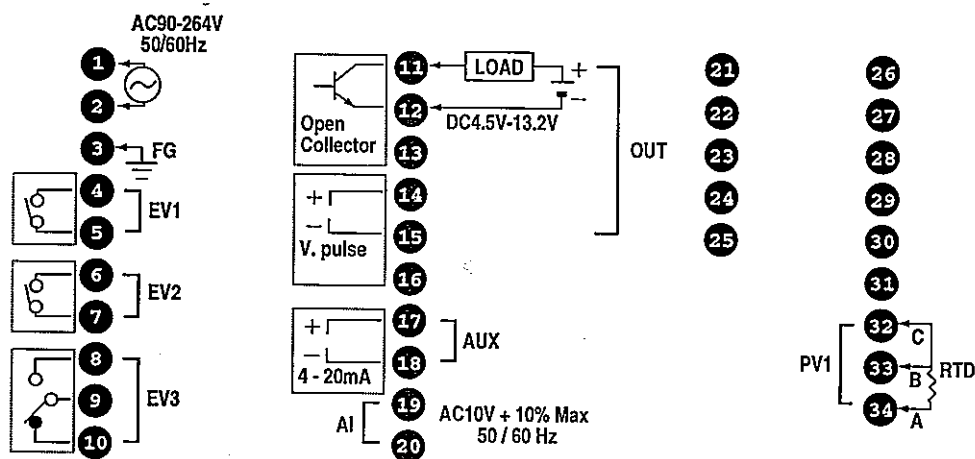 AC90-264V
50/60Hz
1
2
3
FG
4
5
EV1
6
7
EV2
8
9
10
EV3
11
LOAD
+
12
−
DC4.5V-13.2V
Open
Collector
13
OUT
+
14
−
15
V. pulse
16
+
17
−
18
AUX
4 - 20mA
AI
19
20
AC10V + 10% Max
50 / 60 Hz
21
22
23
24
25
26
27
28
29
30
31
32
C
PV1
33
B
RTD
34
A